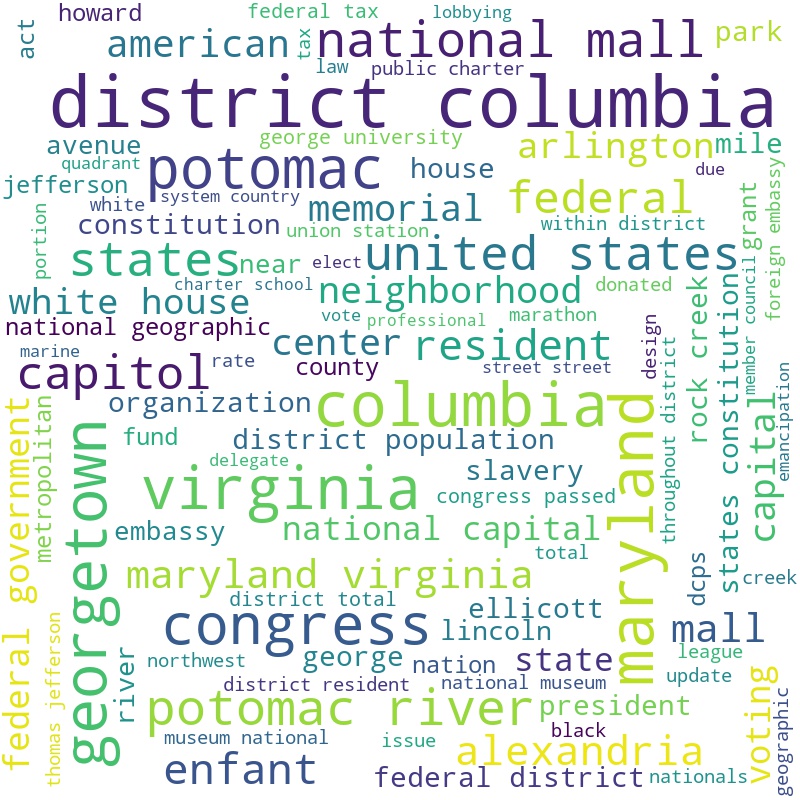 howard
federal tax
lobbying
act
american
tax
national mall
park
law
public charter
district columbia
avenue
george university
arlington
mile
quadrant
potomac
house
due
jefferson
white
system country
memorial
federal
foreign embassy
constitution
union station
within district
grant
portion
states
near
elect
united states
white house
charter school
neighborhood
donated
member council
national geographic
vote
professional
marathon
rock creek
states constitution
marine
capitol
rate
center
county
resident
street street
design
throughout district
emancipation
organization
columbia
maryland
capital
federal government
metropolitan
georgetown
fund
district population
delegate
virginia
slavery
congress passed
embassy
national capital
total
maryland virginia
dcps
creek
district total
ellicott
congress
lincoln
mall
thomas jefferson
river
northwest
george
nation
state
league
district resident
national museum
update
voting
geographic
potomac river
president
museum national
issue
black
enfant
alexandria
federal district
nationals